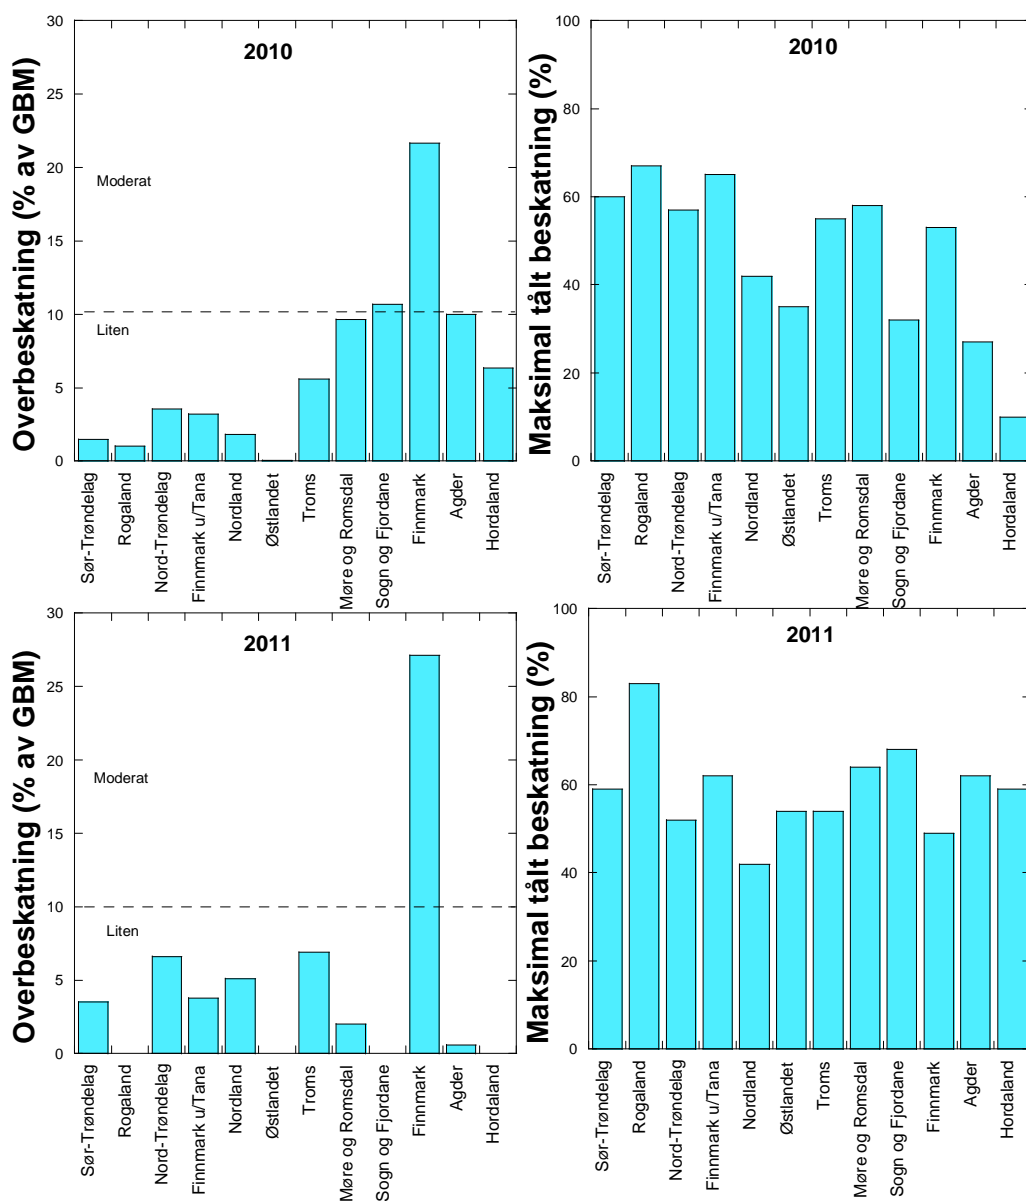 Overbeskatning (% av GBM)
30
25
20
15
10
5
0
2010
Moderat
Liten
Sør-Trøndelag
Rogaland
Nord-Trøndelag
Finnmark u/Tana
Nordland
Østlandet
Troms
Møre og Romsdal
Sogn og Fjordane
Finnmark
Agder
Hordaland
Maksimal tålt beskatning (%)
100
80
60
40
20
0
2010
Sør-Trøndelag
Rogaland
Nord-Trøndelag
Finnmark u/Tana
Nordland
Østlandet
Troms
Møre og Romsdal
Sogn og Fjordane
Finnmark
Agder
Hordaland
Overbeskatning (% av GBM)
30
25
20
15
10
5
0
2011
Moderat
Liten
Sør-Trøndelag
Rogaland
Nord-Trøndelag
Finnmark u/Tana
Nordland
Østlandet
Troms
Møre og Romsdal
Sogn og Fjordane
Finnmark
Agder
Hordaland
Maksimal tålt beskatning (%)
100
80
60
40
20
0
2011
Sør-Trøndelag
Rogaland
Nord-Trøndelag
Finnmark u/Tana
Nordland
Østlandet
Troms
Møre og Romsdal
Sogn og Fjordane
Finnmark
Agder
Hordaland